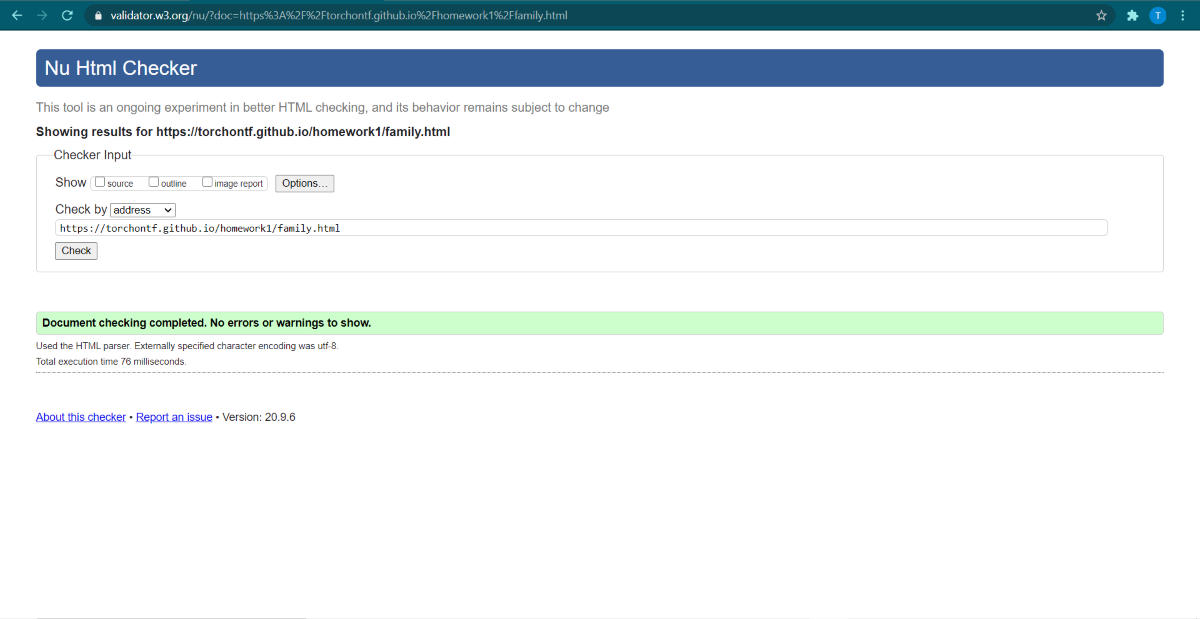 validator.w3.org/nu/?doc=https%3A%2F%2Ftorchontf.github.io%2Fhomework1%2Ffamily.html
T
Nu Html Checker
This tool is an ongoing experiment in better HTML checking, and its behavior remains subject to change
Showing results for https://torchontf.github.io/homework1/family.html
Checker Input
Show source outline image report Options...
Check by address
https://torchontf.github.io/homework1/family.html
Check
Document checking completed. No errors or warnings to show.
Used the HTML parser. Externally specified character encoding was utf-8.
Total execution time 76 milliseconds.
About this checker • Report an issue • Version: 20.9.6